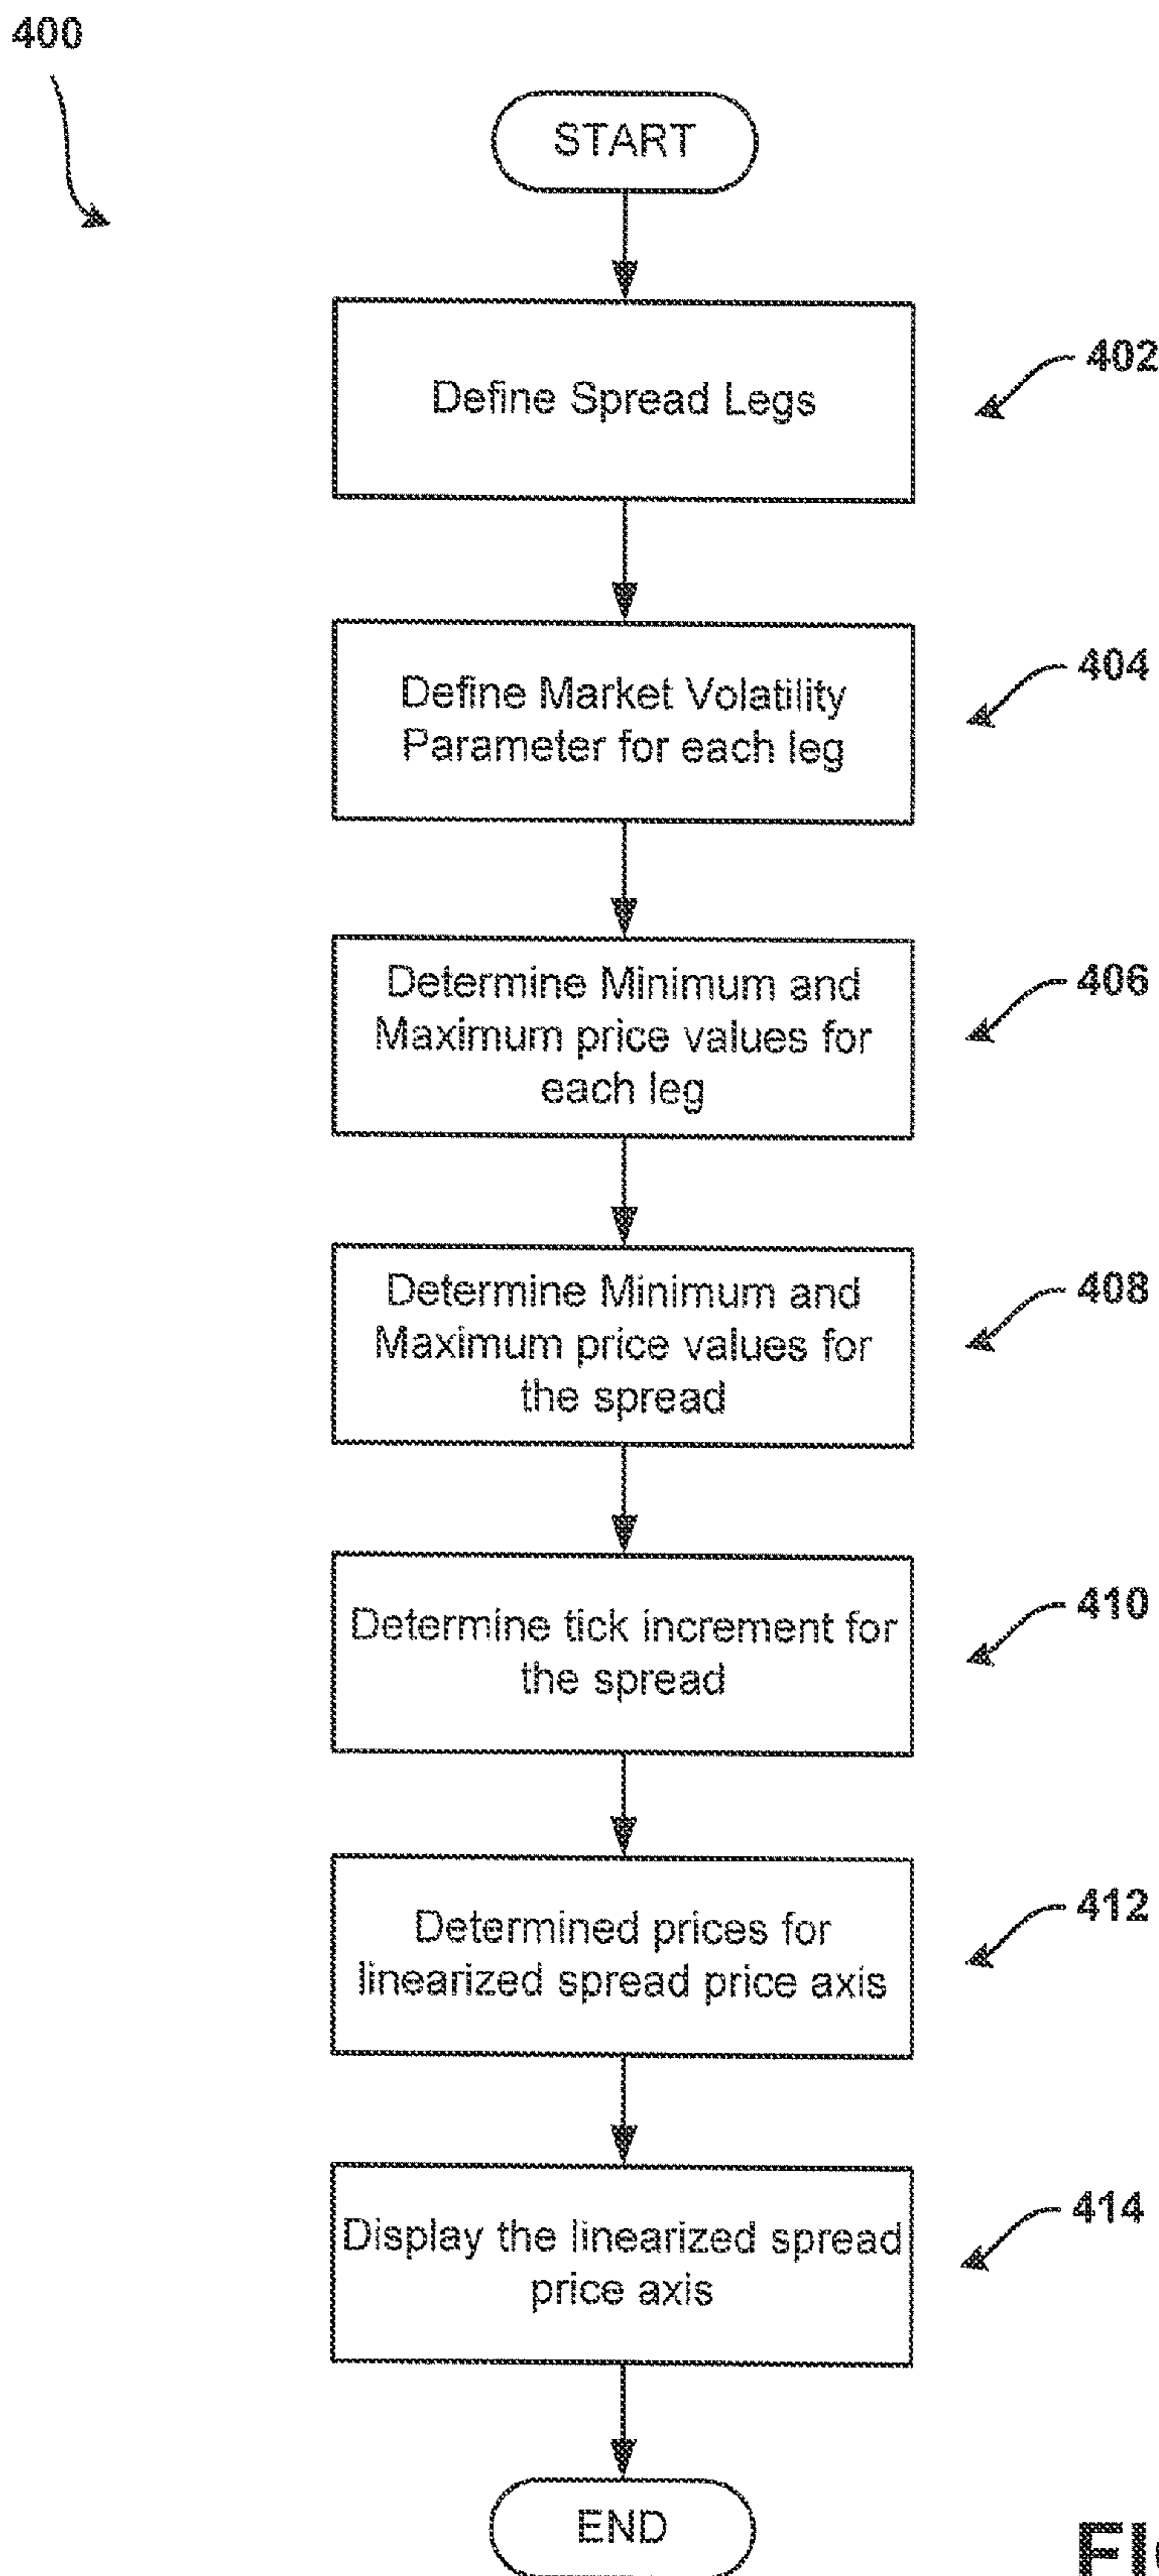 400
START
Define Spread Legs
402
Define Market Volatility
Parameter for each leg
404
Determine Minimum and
Maximum price values for
each leg
406
Determine Minimum and
Maximum price values for
the spread
408
Determine tick increment for
the spread
410
Determined prices for
linearized spread price axis
412
Display the linearized spread
price axis
414
END